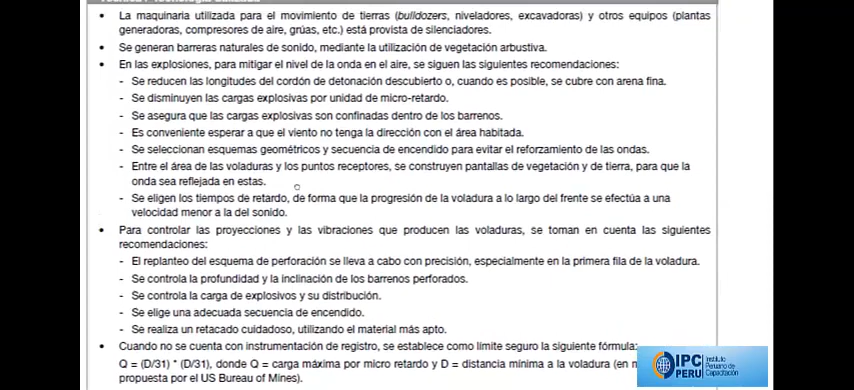 • La maquinaria utilizada para el movimiento de tierras (bulldozers, niveladores, excavadoras) y otros equipos (plantas
generadoras, compresores de aire, grúas, etc.) está provista de silenciadores.
• Se generan barreras naturales de sonido, mediante la utilización de vegetación arbustiva.
• En las explosiones, para mitigar el nivel de la onda en el aire, se siguen las siguientes recomendaciones:
- Se reducen las longitudes del cordón de detonación descubierto o, cuando es posible, se cubre con arena fina.
- Se disminuyen las cargas explosivas por unidad de micro-retardo.
- Se asegura que las cargas explosivas son confinadas dentro de los barrenos.
- Es conveniente esperar a que el viento no tenga la dirección con el área habitada.
- Se seleccionan esquemas geométricos y secuencia de encendido para evitar el reforzamiento de las ondas.
- Entre el área de las voladuras y los puntos receptores, se construyen pantallas de vegetación y de tierra, para que la
onda sea reflejada en estas.
- Se eligen los tiempos de retardo, de forma que la progresión de la voladura a lo largo del frente se efectúa a una
velocidad menor a la del sonido.
• Para controlar las proyecciones y las vibraciones que producen las voladuras, se toman en cuenta las siguientes
recomendaciones:
- El replanteo del esquema de perforación se lleva a cabo con precisión, especialmente en la primera fila de la voladura.
- Se controla la profundidad y la inclinación de los barrenos perforados.
- Se controla la carga de explosivos y su distribución.
- Se elige una adecuada secuencia de encendido.
- Se realiza un retacado cuidadoso, utilizando el material más apto.
• Cuando no se cuenta con instrumentación de registro, se establece como límite seguro la siguiente fórmula:
Q = (D/31) * (D/31), donde Q = carga máxima por micro retardo y D = distancia mínima a la voladura (en
propuesta por el US Bureau of Mines).
IPC
PERU
Instituto
Peruano de
Capacitación